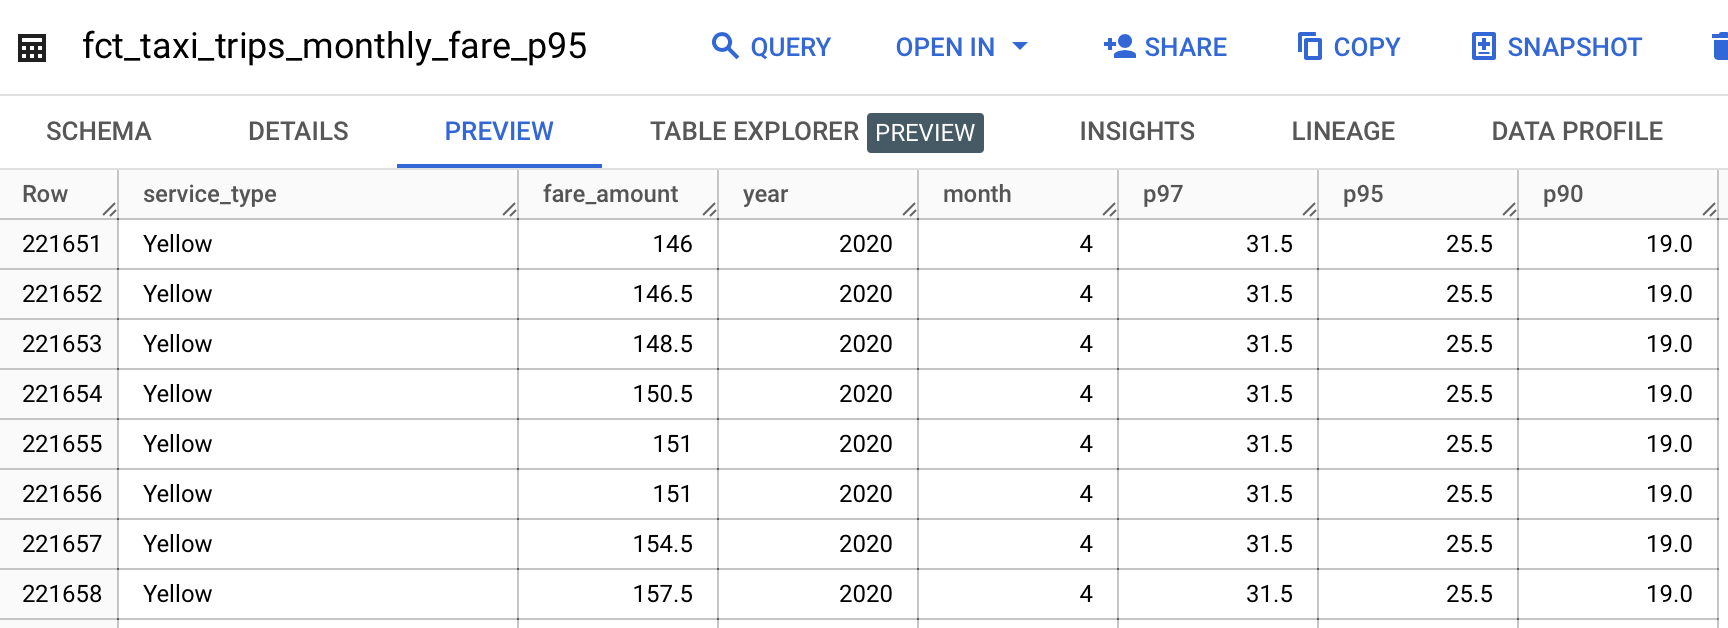 fct_taxi_trips_monthly_fare_p95 QUERY OPEN IN SHARE COPY SNAPSHOT
SCHEMA DETAILS PREVIEW TABLE EXPLORER PREVIEW INSIGHTS LINEAGE DATA PROFILE
Row service_type fare_amount year month p97 p95 p90
221651 Yellow 146 2020 4 31.5 25.5 19.0
221652 Yellow 146.5 2020 4 31.5 25.5 19.0
221653 Yellow 148.5 2020 4 31.5 25.5 19.0
221654 Yellow 150.5 2020 4 31.5 25.5 19.0
221655 Yellow 151 2020 4 31.5 25.5 19.0
221656 Yellow 151 2020 4 31.5 25.5 19.0
221657 Yellow 154.5 2020 4 31.5 25.5 19.0
221658 Yellow 157.5 2020 4 31.5 25.5 19.0